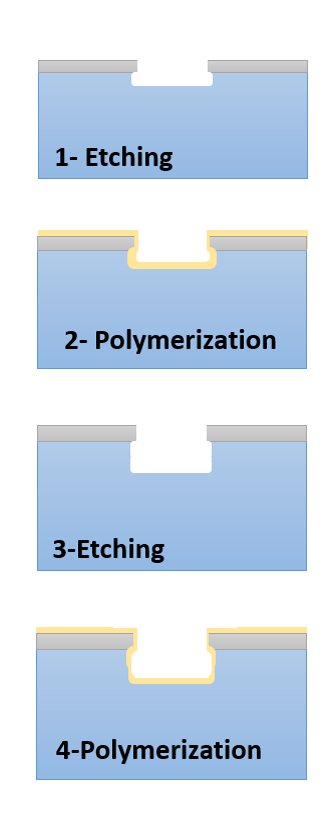 1- Etching
2- Polymerization
3-Etching
4-Polymerization